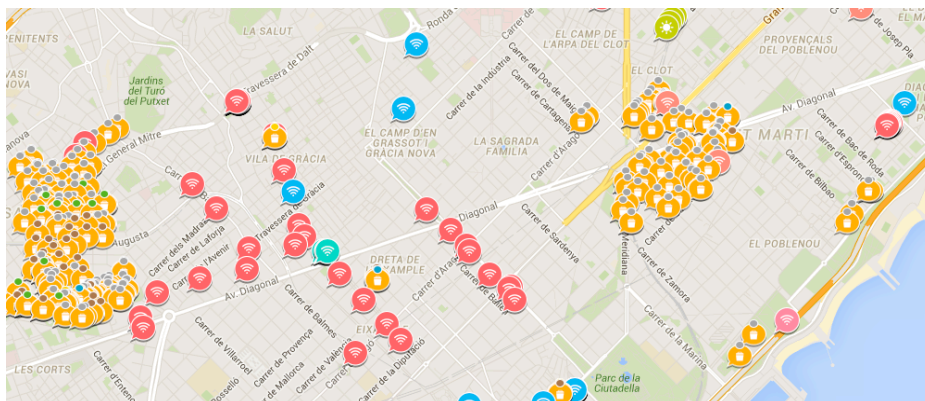 PENITENTS
LA SALUT
Ronda
EL CAMP DE
L'ARPA DEL CLOT
Gran
Carrer de Josep Pla
PROVENÇALS
DEL POBLENOU
Travessera de Dalt
Carrer de la Indústria
Carrer del Dos de Maig
Carrer de Cartagena
EL CLOT
Av. Diagonal
Jardins
del Turó
del Putxet
General Mitre
EL CAMP D'EN
GRASSOT I
GRÀCIA NOVA
LA SAGRADA
FAMÍLIA
Carrer d'Aragó
VILA DE GRÀCIA
T MARTÍ
Carrer de Bac de Roda
Carrer d'Espronceda
Carrer de Bilbao
Travessera de Gràcia
Diagonal
Augusta
Carrer dels Madrazo
Carrer de Laforja
Carrer de l'Avenir
Carrer de Sardenya
Meridiana
EL POBLENOU
DRETA DE
L'EIXAMPLE
Carrer de Zamora
Av. Diagonal
Carrer de Balmes
Carrer de la Marina
Carrer de Provença
Carrer de València
Carrer de Mallorca
Carrer de la Diputació
Carrer de Villarroel
Rosselló
LES CORTS
Carrer d'Entença
Parc de la
Ciutadella